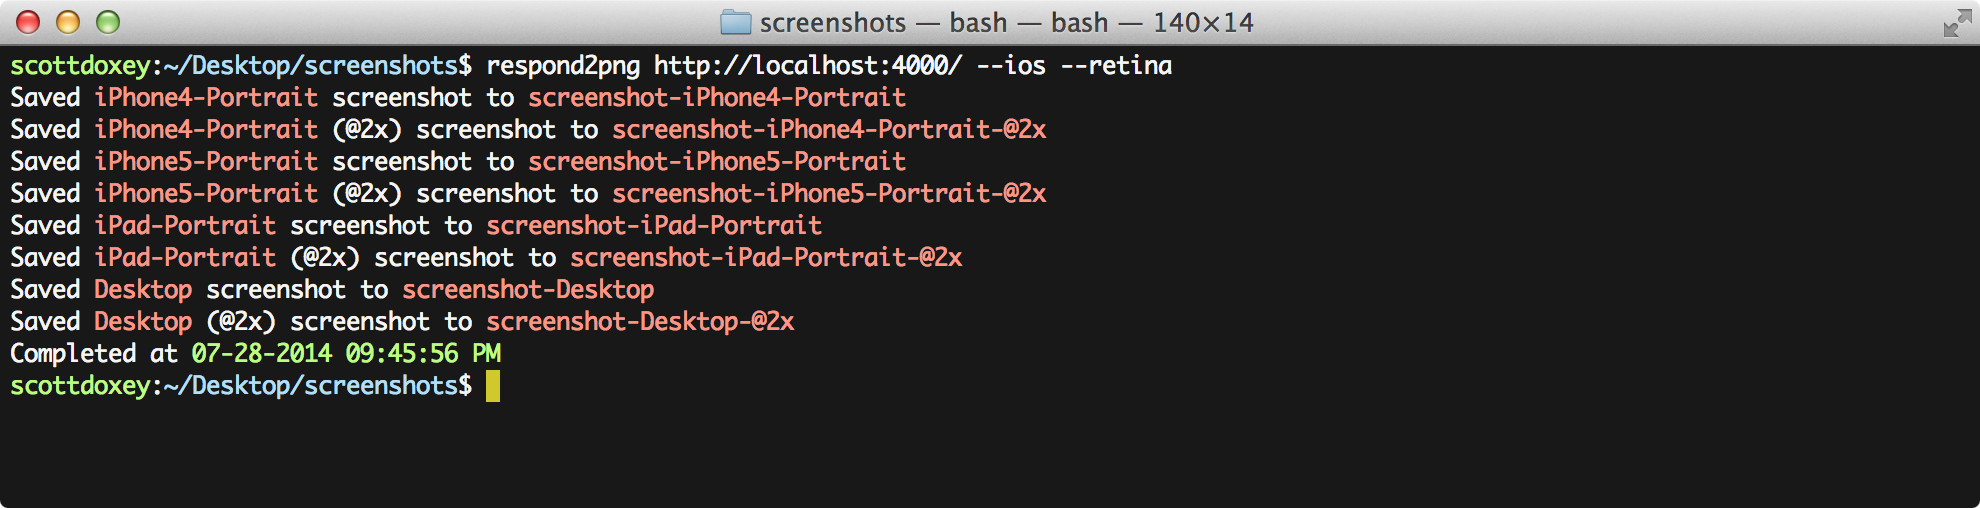 screenshots — bash — bash — 140×14
scottdoxey:~/Desktop/screenshots$ respond2png http://localhost:4000/ --ios --retina
Saved iPhone4-Portrait screenshot to screenshot-iPhone4-Portrait
Saved iPhone4-Portrait (@2x) screenshot to screenshot-iPhone4-Portrait-@2x
Saved iPhone5-Portrait screenshot to screenshot-iPhone5-Portrait
Saved iPhone5-Portrait (@2x) screenshot to screenshot-iPhone5-Portrait-@2x
Saved iPad-Portrait screenshot to screenshot-iPad-Portrait
Saved iPad-Portrait (@2x) screenshot to screenshot-iPad-Portrait-@2x
Saved Desktop screenshot to screenshot-Desktop
Saved Desktop (@2x) screenshot to screenshot-Desktop-@2x
Completed at 07-28-2014 09:45:56 PM
scottdoxey:~/Desktop/screenshots$